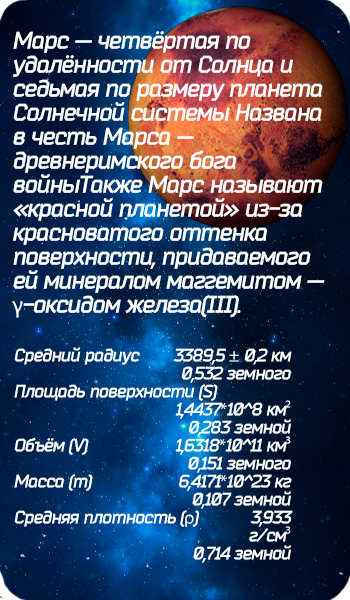 Марс — четвёртая по
удалённости от Солнца и
седьмая по размеру планета
Солнечной системы Названа
в честь Марса —
древнеримского бога
войныТакже Марс называют
«красной планетой» из-за
красноватого оттенка
поверхности, придаваемого
ей минералом маггемитом —
γ-оксидом железа(III).
Средний радиус 3389,5 ± 0,2 км
0,532 земного
Площадь поверхности (S)
1,4437*10^8 км²
0,283 земной
Объём (V) 1,6318*10^11 км³
0,151 земного
Масса (m) 6,4171*10^23 кг
0,107 земной
Средняя плотность (ρ) 3,933
г/см³
0,714 земной